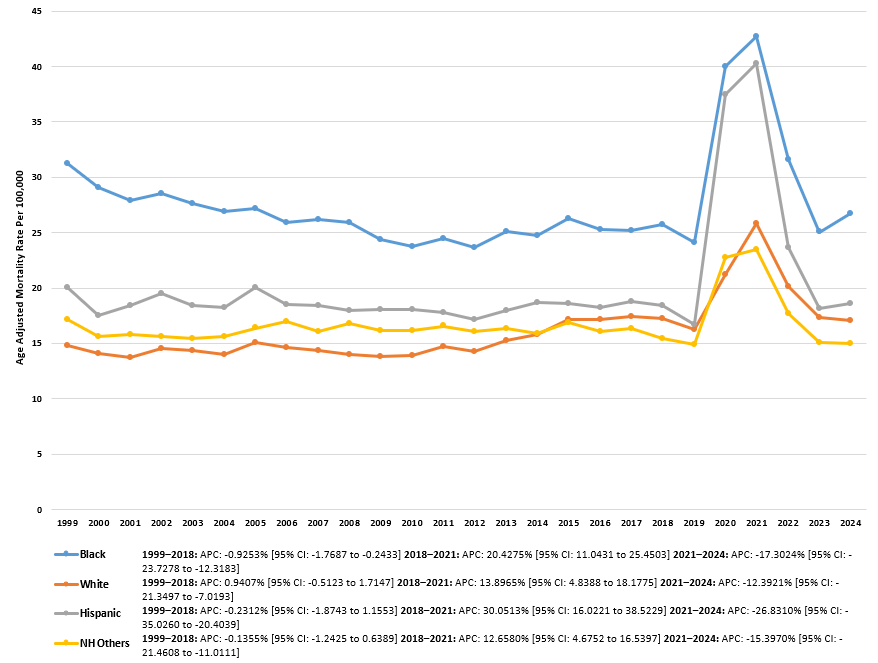 45
40
35
30
25
20
15
10
5
0
Age Adjusted Mortality Rate Per 100,000
1999 2000 2001 2002 2003 2004 2005 2006 2007 2008 2009 2010 2011 2012 2013 2014 2015 2016 2017 2018 2019 2020 2021 2022 2023 2024
Black 1999–2018: APC: -0.9253% [95% CI: -1.7687 to -0.2433] 2018–2021: APC: 20.4275% [95% CI: 11.0431 to 25.4503] 2021–2024: APC: -17.3024% [95% CI: -
23.7278 to -12.3183]
White 1999–2018: APC: 0.9407% [95% CI: -0.5123 to 1.7147] 2018–2021: APC: 13.8965% [95% CI: 4.8388 to 18.1775] 2021–2024: APC: -12.3921% [95% CI: -
21.3497 to -7.0193]
Hispanic 1999–2018: APC: -0.2312% [95% CI: -1.8743 to 1.1553] 2018–2021: APC: 30.0513% [95% CI: 16.0221 to 38.5229] 2021–2024: APC: -26.8310% [95% CI: -
35.0260 to -20.4039]
NH Others 1999–2018: APC: -0.1355% [95% CI: -1.2425 to 0.6389] 2018–2021: APC: 12.6580% [95% CI: 4.6752 to 16.5397] 2021–2024: APC: -15.3970% [95% CI: -
21.4608 to -11.0111]